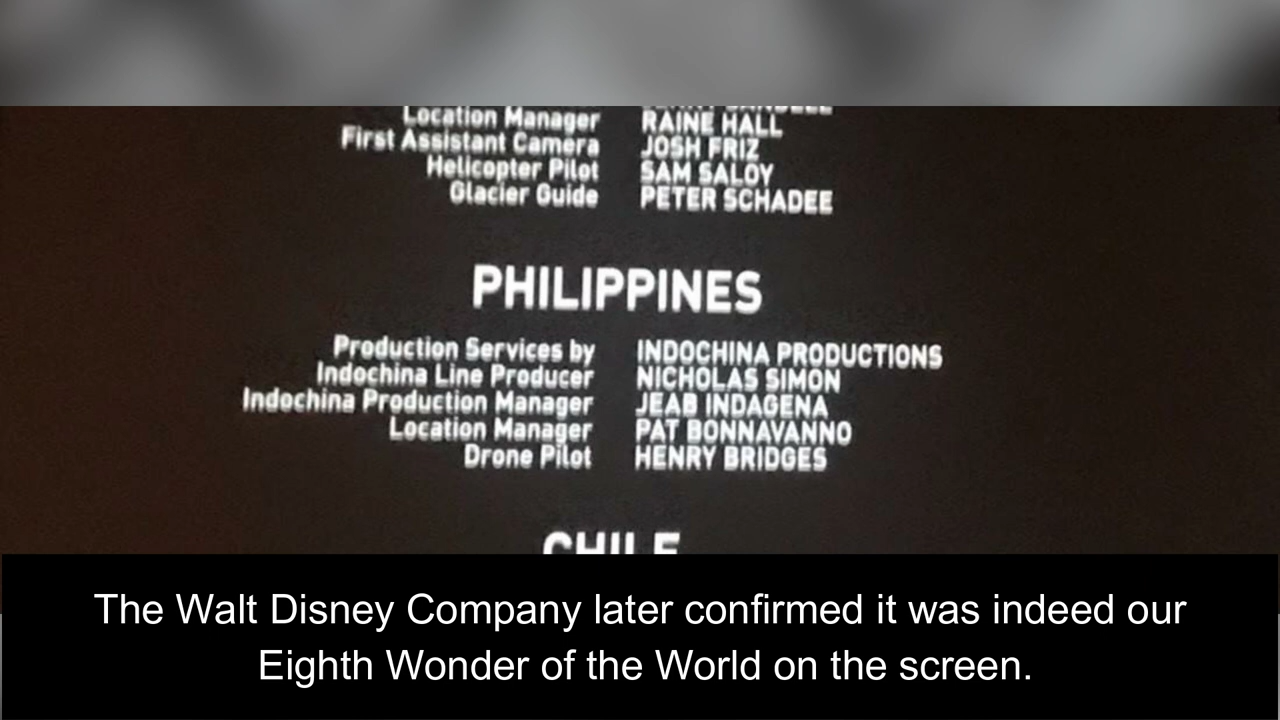 Location Manager RAINE HALL
First Assistant Camera JOSH FRIZ
Helicopter Pilot SAM SALOY
Glacier Guide PETER SCHADEE
PHILIPPINES
Production Services by INDOCHINA PRODUCTIONS
Indochina Line Producer NICHOLAS SIMON
Indochina Production Manager JEAB INDAGENA
Location Manager PAT BONNAVANNO
Drone Pilot HENRY BRIDGES
CHILE
The Walt Disney Company later confirmed it was indeed our
Eighth Wonder of the World on the screen.